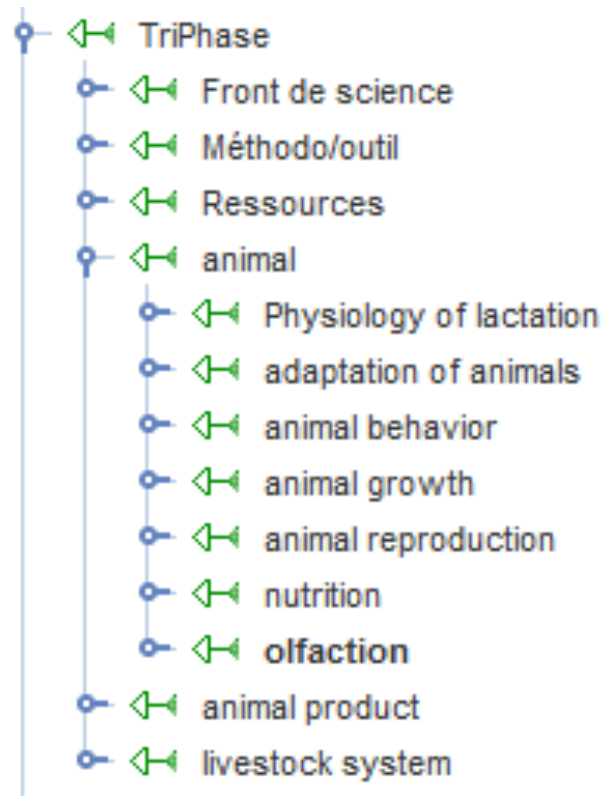 TriPhase
Front de science
Méthodo/outil
Ressources
animal
Physiology of lactation
adaptation of animals
animal behavior
animal growth
animal reproduction
nutrition
olfaction
animal product
livestock system